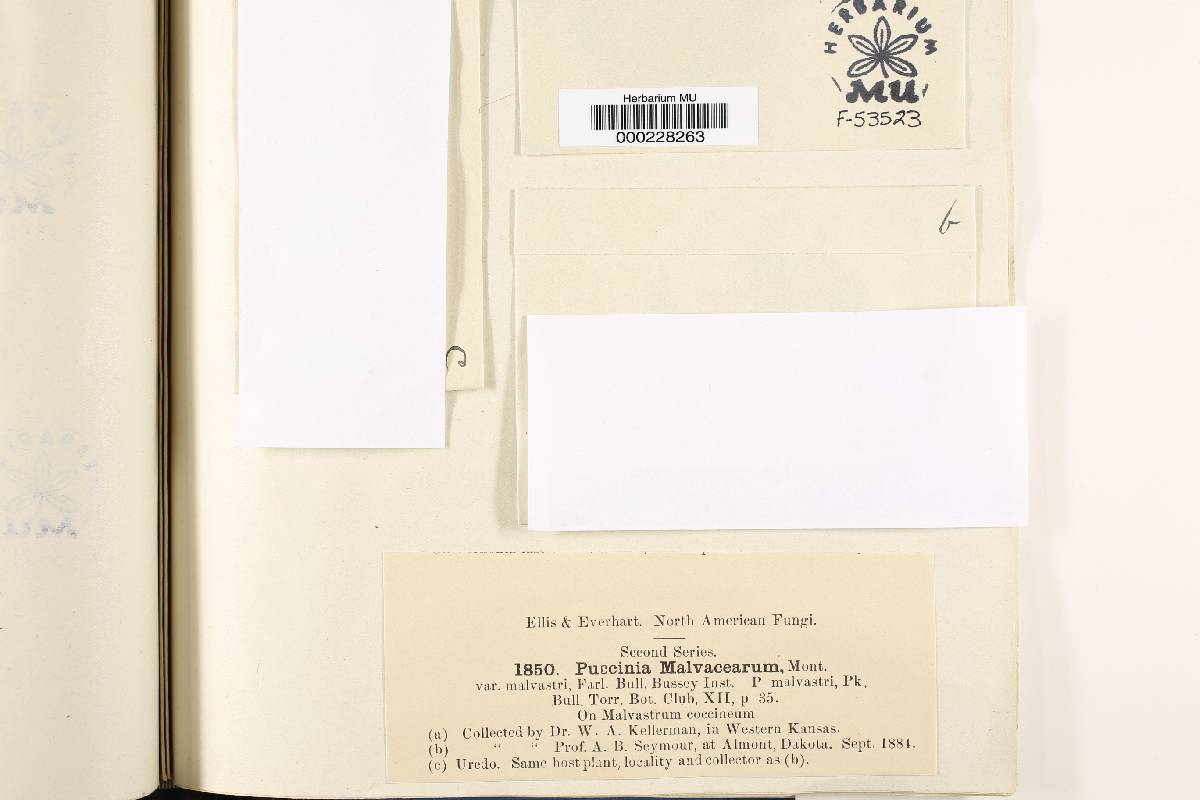 HERBARIUM
MU
F-53523
Herbarium MU
000228263
b
c
Ellis & Everhart. North American Fungi.
Second Series.
1850. Puccinia Malvacearum, Mont.
var. malvastri, Farl. Bull. Bussey Inst. P malvastri, Pk.
Bull. Torr. Bot. Club, XII, p 35.
On Malvastrum coccineum
(a) Collected by Dr. W. A. Kellerman, in Western Kansas.
(b) “ “ Prof. A. B. Seymour, at Almont, Dakota. Sept. 1884.
(c) Uredo. Same host plant, locality and collector as (b).